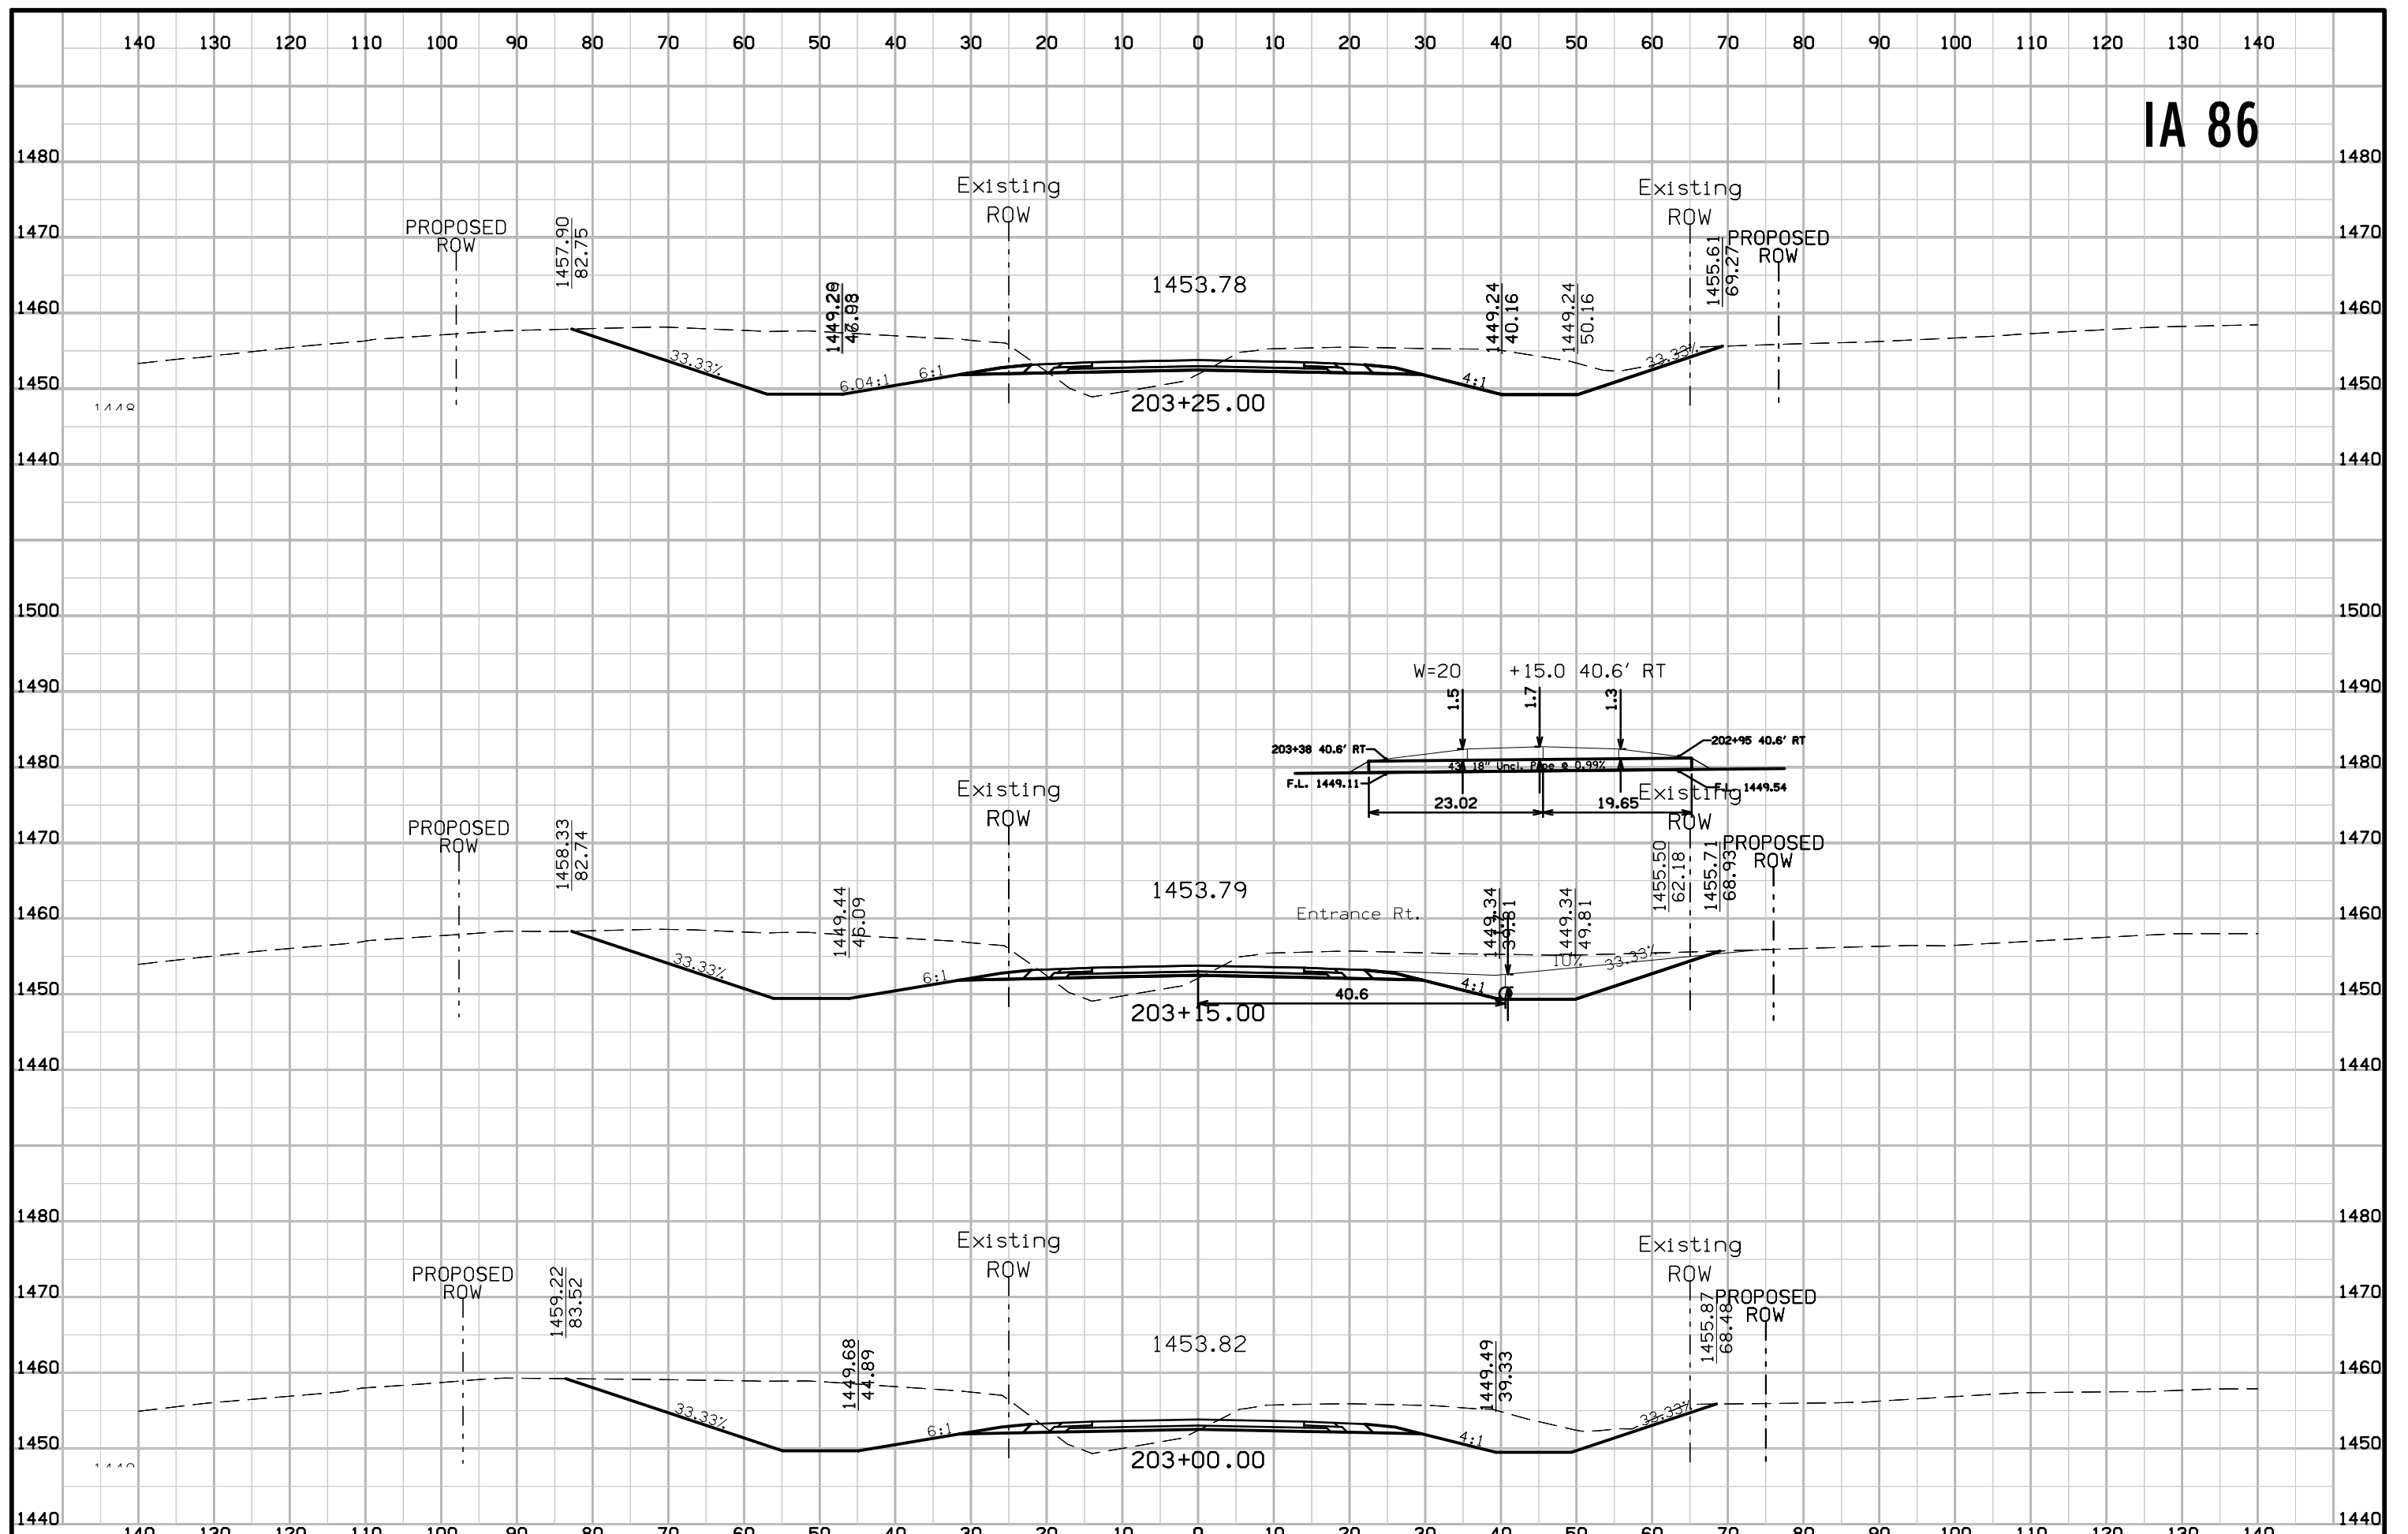 140 130 120 110 100 90 80 70 60 50 40 30 20 10 0 10 20 30 40 50 60 70 80 90 100 110 120 130 140
IA 86
1480 1480
Existing
ROW
Existing
ROW
1470 1470
PROPOSED
ROW
1457.90
82.75
1455.61
69.27
PROPOSED
ROW
1460 1460
1453.78
1449.24
40.16
1449.24
50.16
33.33%
6.04:1
6:1
4:1
33.33%
1450 1450
203+25.00
1440 1440
1500 1500
1490 1490
W=20 +15.0 40.6' RT
1.5
1.7
1.3
203+38 40.6' RT
202+95 40.6' RT
1480 1480
18" Uncl. Pipe @ 0.99%
F.L. 1449.11
F.L. 1449.54
23.02
19.65
Existing
ROW
Existing
ROW
1470 1470
PROPOSED
ROW
1458.33
82.74
1455.50
62.18
1455.71
68.93
PROPOSED
ROW
1449.44
46.09
1453.79
1460 1460
Entrance Rt.
1449.34
39.81
1449.34
49.81
33.33%
6:1
4:1
10%
33.33%
1450 1450
40.6
203+15.00
1440 1440
1480 1480
Existing
ROW
Existing
ROW
1470 1470
PROPOSED
ROW
1459.22
83.52
1455.87
68.48
PROPOSED
ROW
1449.68
44.89
1453.82
1449.49
39.33
1460 1460
33.33%
6:1
4:1
33.33%
1450 1450
203+00.00
1440 1440
140 130 120 110 100 90 80 70 60 50 40 30 20 10 0 10 20 30 40 50 60 70 80 90 100 110 120 130 140